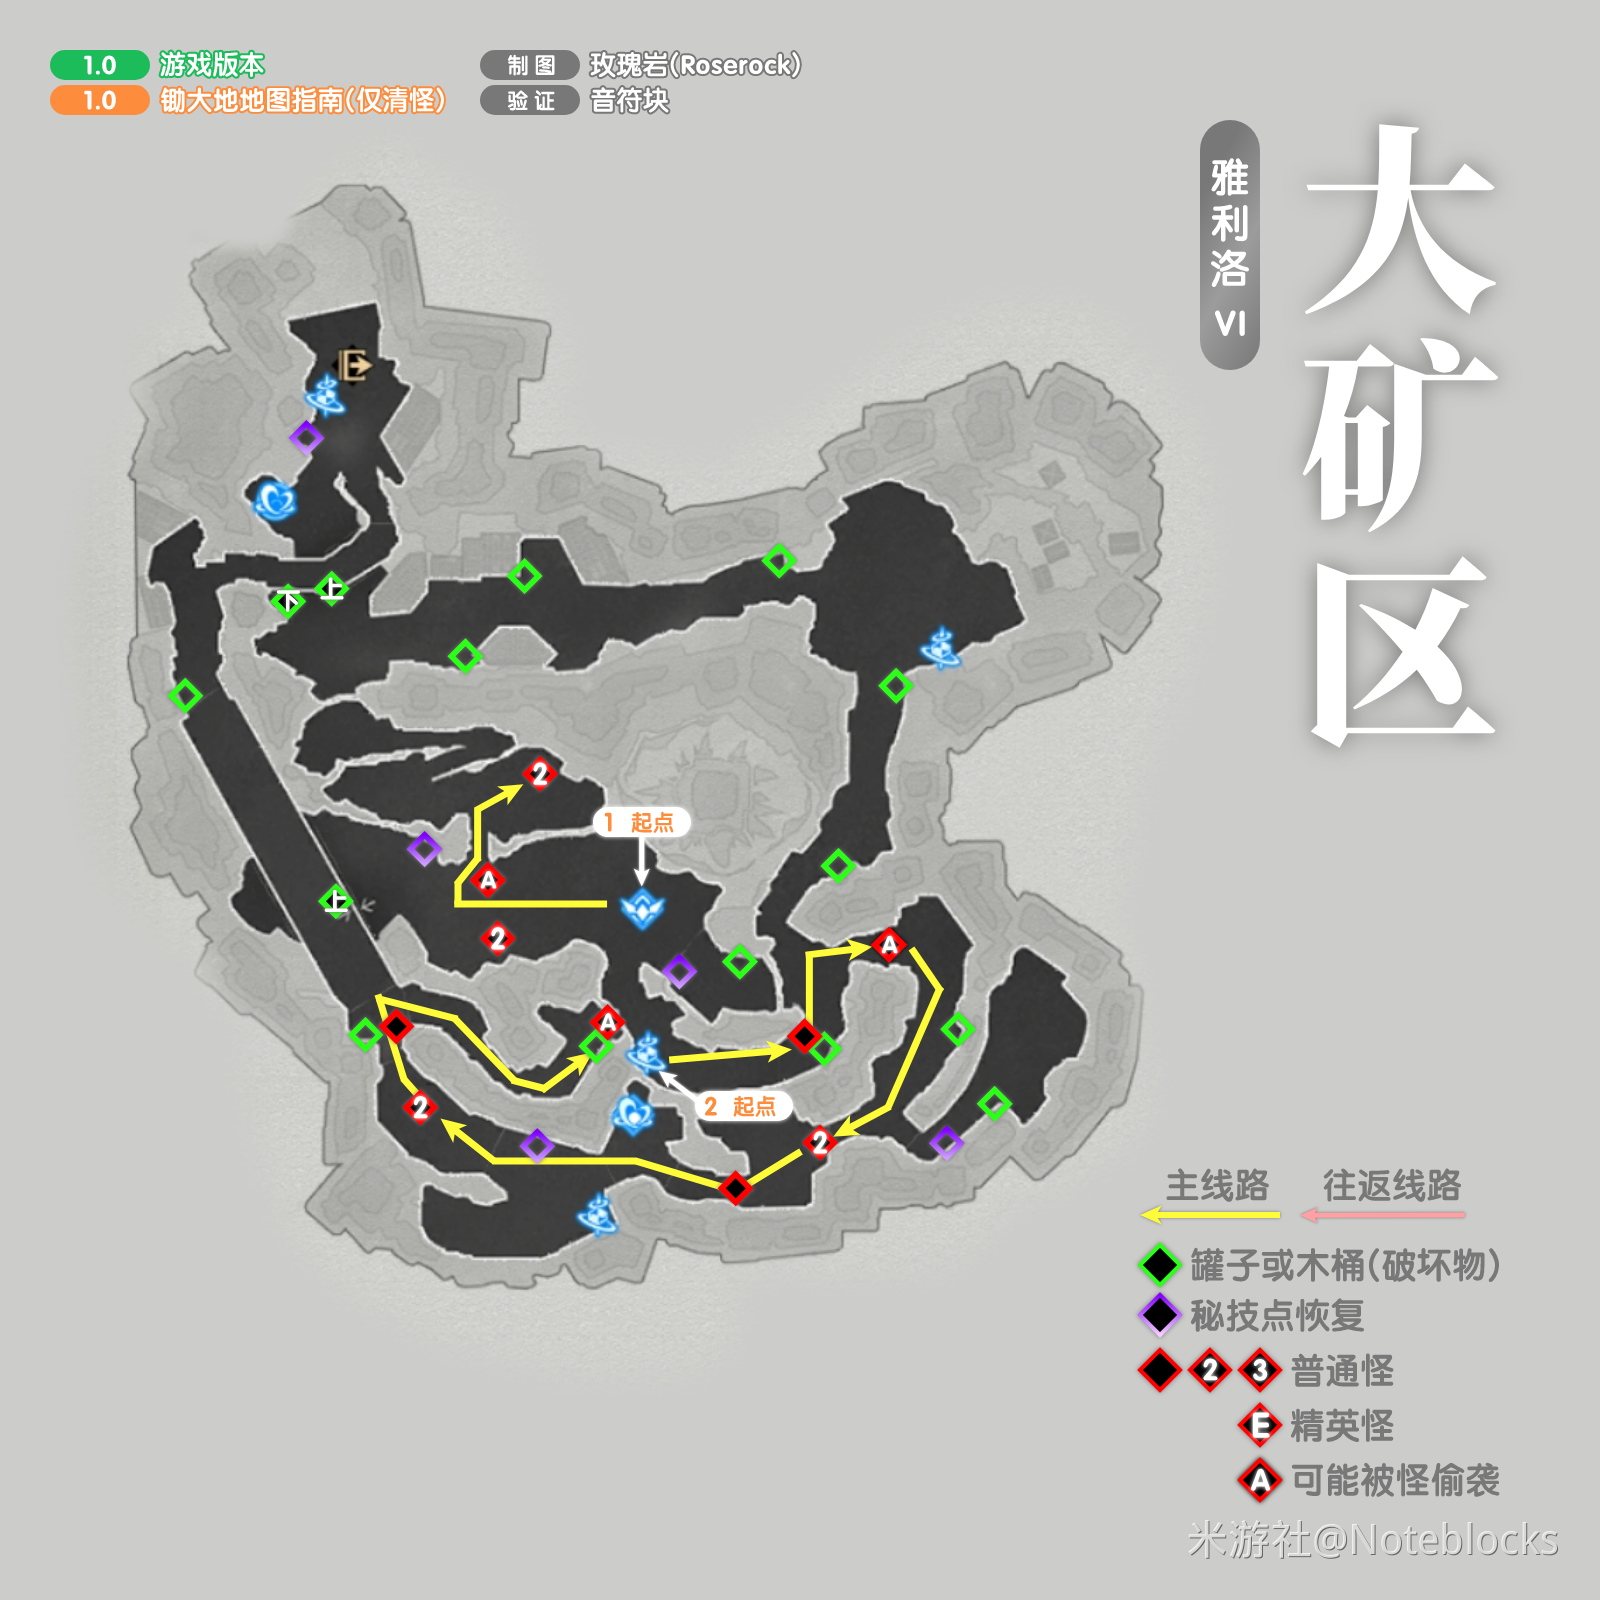 1.0 游戏版本
制图 玫瑰岩(Roserock)
1.0 锄大地地图指南(仅清怪)
验证 音符块
大矿区
雅利洛 VI
下
上
2
1 起点
A
上
2
A
A
2 起点
2
2
主线路
往返线路
罐子或木桶(破坏物)
秘技点恢复
2 3 普通怪
E 精英怪
A 可能被怪偷袭
米游社@Noteblocks